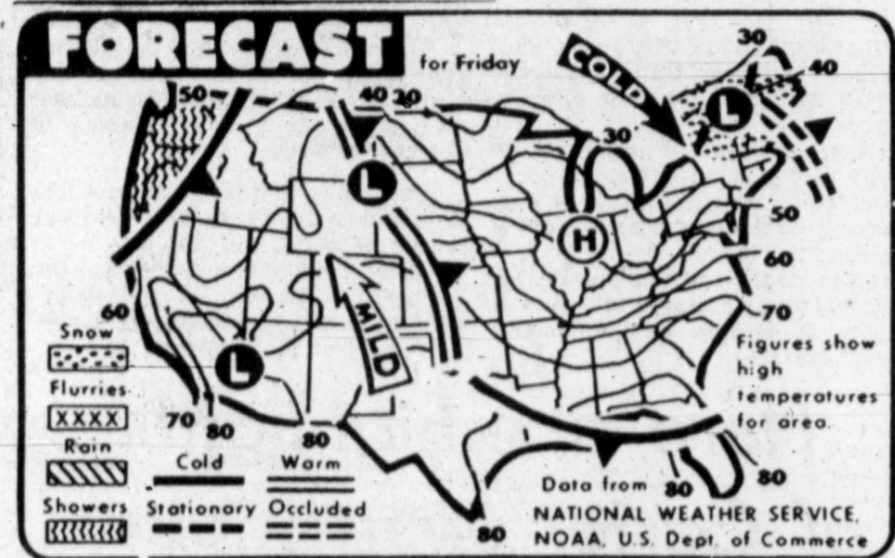 FORECAST for Friday
30
COLD
40
50
40 20
30
L
L
H
50
60
70
60
MILD
L
70
80
80
80
80
80
Snow
Flurries
XXXX
Rain
Showers
Cold
Warm
Stationary
Occluded
Figures show
high
temperatures
for area.
Data from
NATIONAL WEATHER SERVICE,
NOAA, U.S. Dept. of Commerce